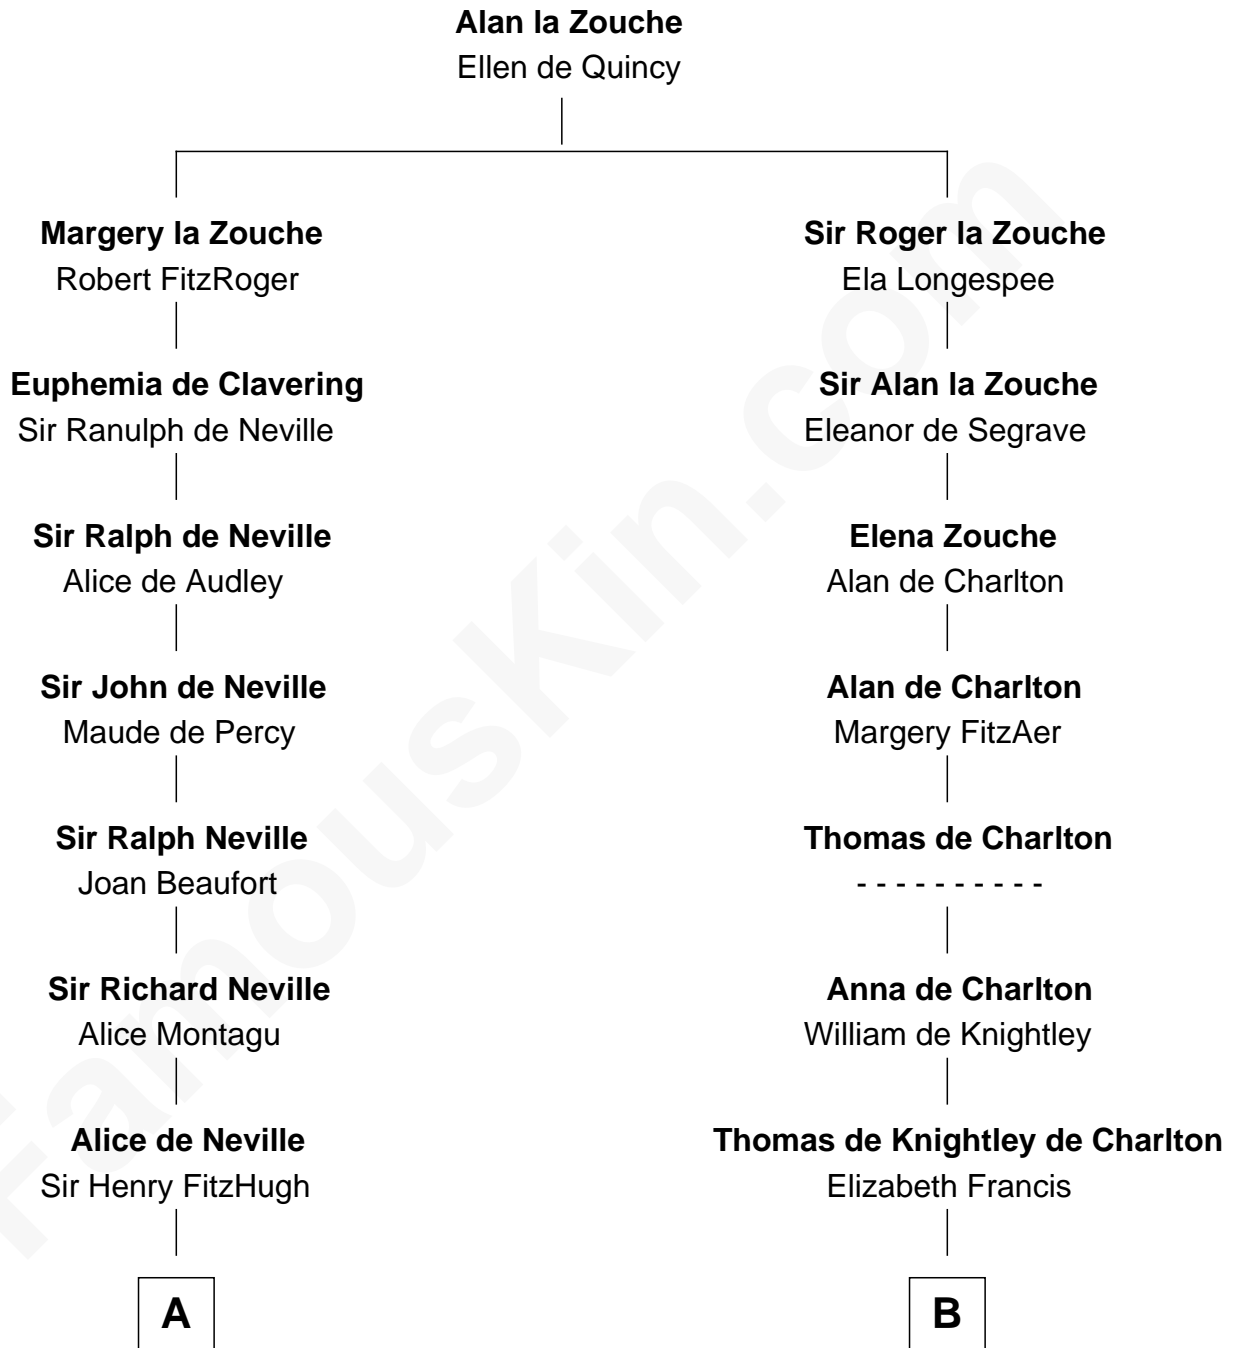 Alan la Zouche
Ellen de Quincy
Margery la Zouche
Robert FitzRoger
Sir Roger la Zouche
Ela Longespee
Euphemia de Clavering
Sir Ranulph de Neville
Sir Alan la Zouche
Eleanor de Segrave
Sir Ralph de Neville
Alice de Audley
Elena Zouche
Alan de Charlton
Sir John de Neville
Maude de Percy
Alan de Charlton
Margery FitzAer
Sir Ralph Neville
Joan Beaufort
Thomas de Charlton
- - - - - - - - - -
Sir Richard Neville
Alice Montagu
Anna de Charlton
William de Knightley
Alice de Neville
Sir Henry FitzHugh
Thomas de Knightley de Charlton
Elizabeth Francis
A
B
FamousKin.com